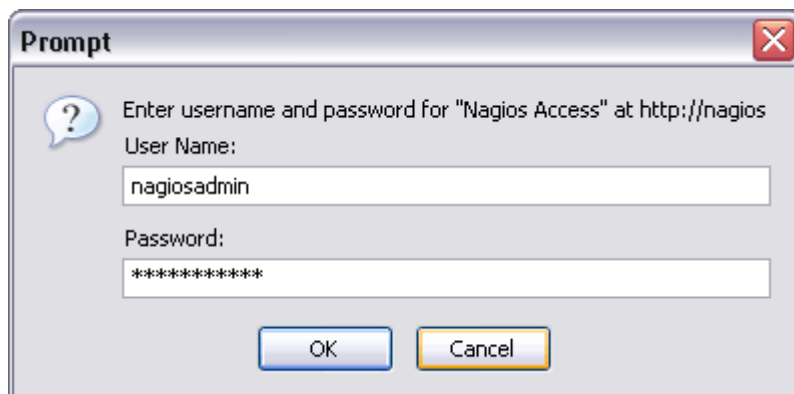 Prompt
Enter username and password for "Nagios Access" at http://nagios
User Name:
nagiosadmin
Password:
***********
OK Cancel